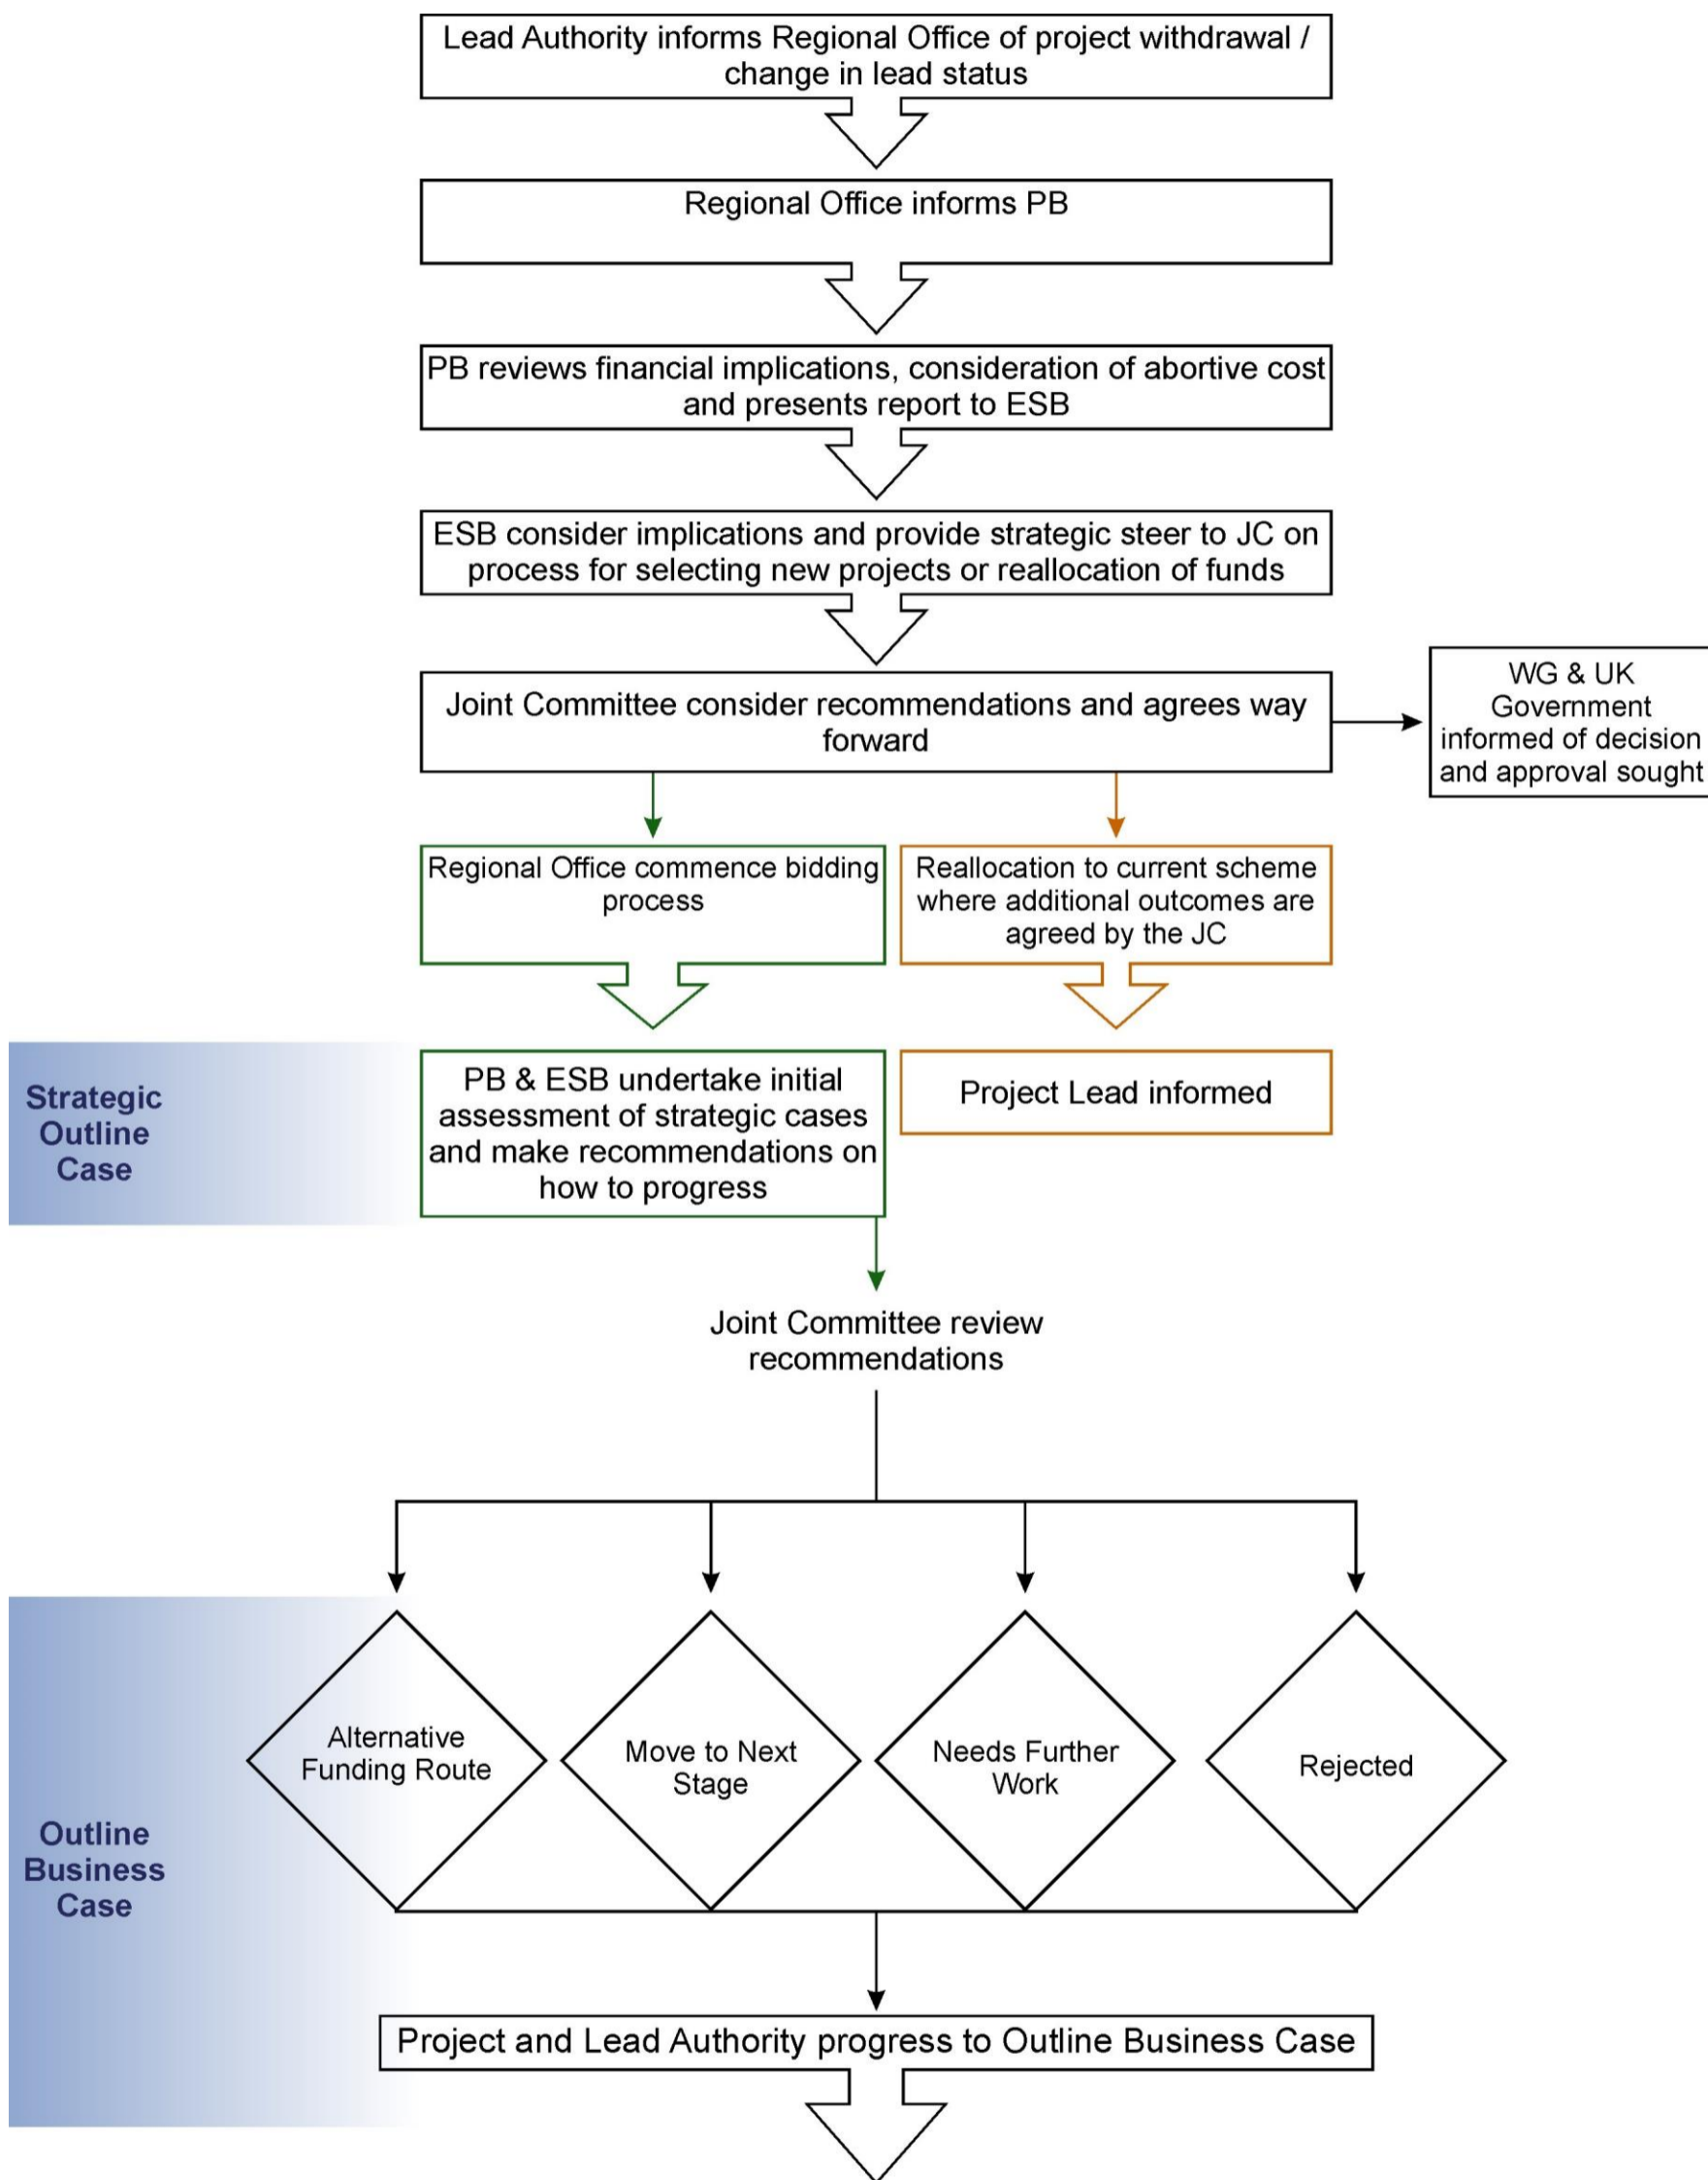 Lead Authority informs Regional Office of project withdrawal /
change in lead status
Regional Office informs PB
PB reviews financial implications, consideration of abortive cost
and presents report to ESB
ESB consider implications and provide strategic steer to JC on
process for selecting new projects or reallocation of funds
Joint Committee consider recommendations and agrees way
forward
WG & UK
Government
informed of decision
and approval sought
Regional Office commence bidding
process
Reallocation to current scheme
where additional outcomes are
agreed by the JC
Strategic
Outline
Case
PB & ESB undertake initial
assessment of strategic cases
and make recommendations on
how to progress
Project Lead informed
Joint Committee review
recommendations
Alternative
Funding Route
Move to Next
Stage
Needs Further
Work
Rejected
Outline
Business
Case
Project and Lead Authority progress to Outline Business Case